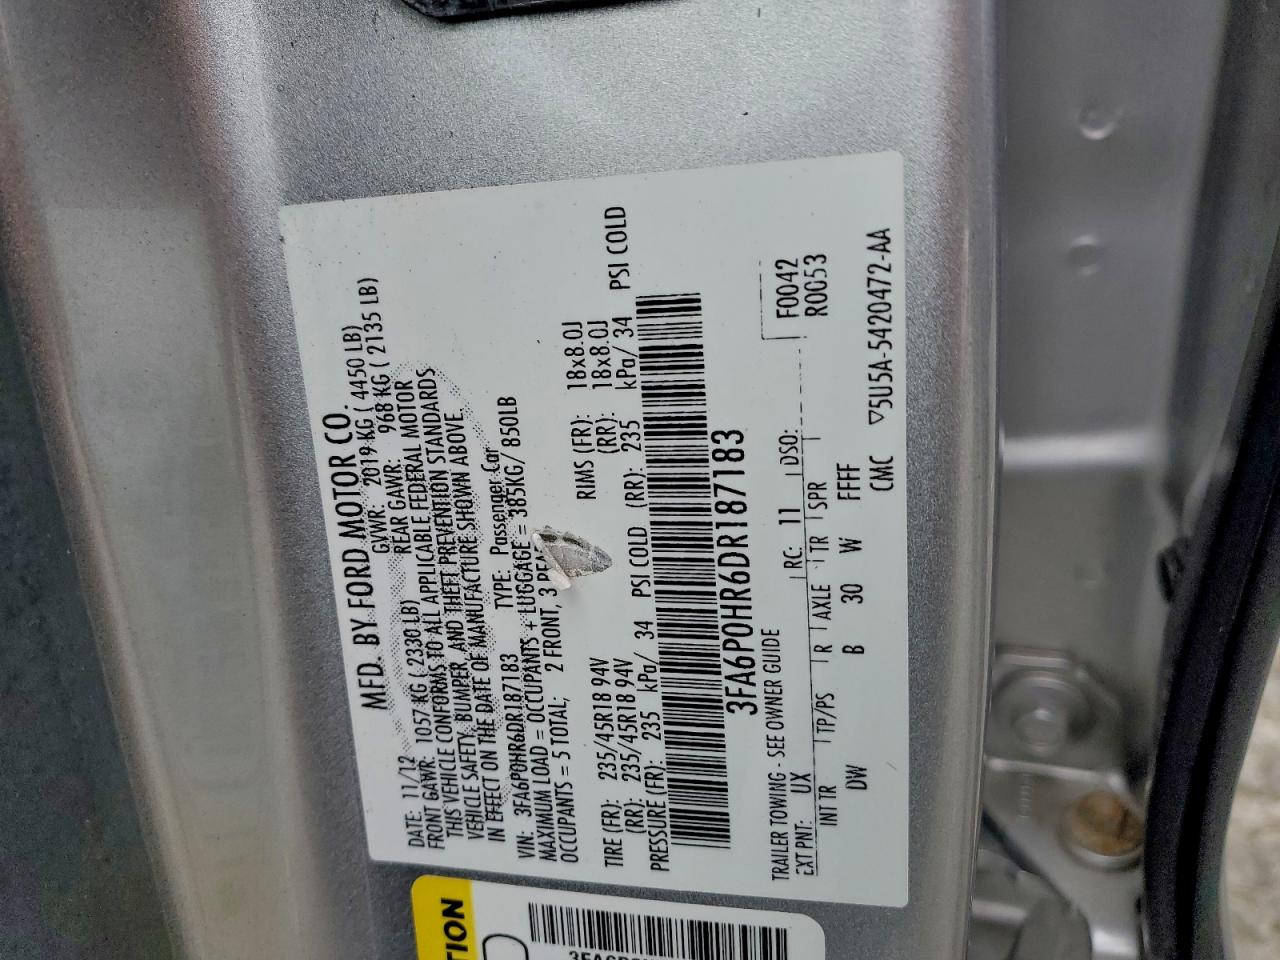 MFD. BY FORD MOTOR CO.
DATE: 11/12 GVWR: 2019 KG ( 4450 LB)
FRONT GAWR: 1057 KG ( 2330 LB) REAR GAWR: 968 KG ( 2135 LB)
THIS VEHICLE CONFORMS TO ALL APPLICABLE FEDERAL MOTOR
VEHICLE SAFETY, BUMPER, AND THEFT PREVENTION STANDARDS
IN EFFECT ON THE DATE OF MANUFACTURE SHOWN ABOVE.
VIN: 3FA6P0HR6DR187183 TYPE: Passenger Car
MAXIMUM LOAD = OCCUPANTS + LUGGAGE = 385KG/ 850LB
OCCUPANTS = 5 TOTAL; 2 FRONT, 3
TIRE (FR): 235/45R18 94V RIMS (FR): 18x8.0J
(RR): 235/45R18 94V (RR): 18x8.0J
PRESSURE (FR): 235 kPa/ 34 PSI COLD (RR): 235 kPa/ 34 PSI COLD
3FA6P0HR6DR187183
TRAILER TOWING - SEE OWNER GUIDE
F0042
EXT PNT: UX RC: 11 DSO: R0053
INT TR TP/PS R AXLE TR SPR
DW B 30 W FFFF
CMC ▽5U5A-5420472-AA